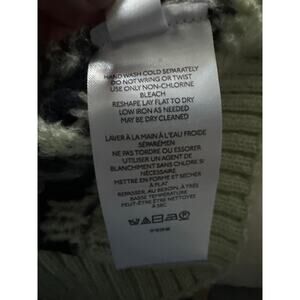 HAND WASH COLD SEPARATELY
DO NOT WRING OR TWIST
USE ONLY NON-CHLORINE
BLEACH
RESHAPE LAY FLAT TO DRY
LOW IRON AS NEEDED
MAY BE DRY CLEANED
LAVER À LA MAIN À L'EAU FROIDE
SÉPARÉMEN
NE PAS TORDRE OU ESSORER
UTILISER UN AGENT DE
BLANCHIMENT SANS CHLORE SI
NÉCESSAIRE
METTRE EN FORME ET SÉCHER
À PLAT
REPASSER, AU BESOIN, À TRÈS
BASSE TEMPÉRATURE
PEUT-ÊTRE NETTOYÉS
À SEC